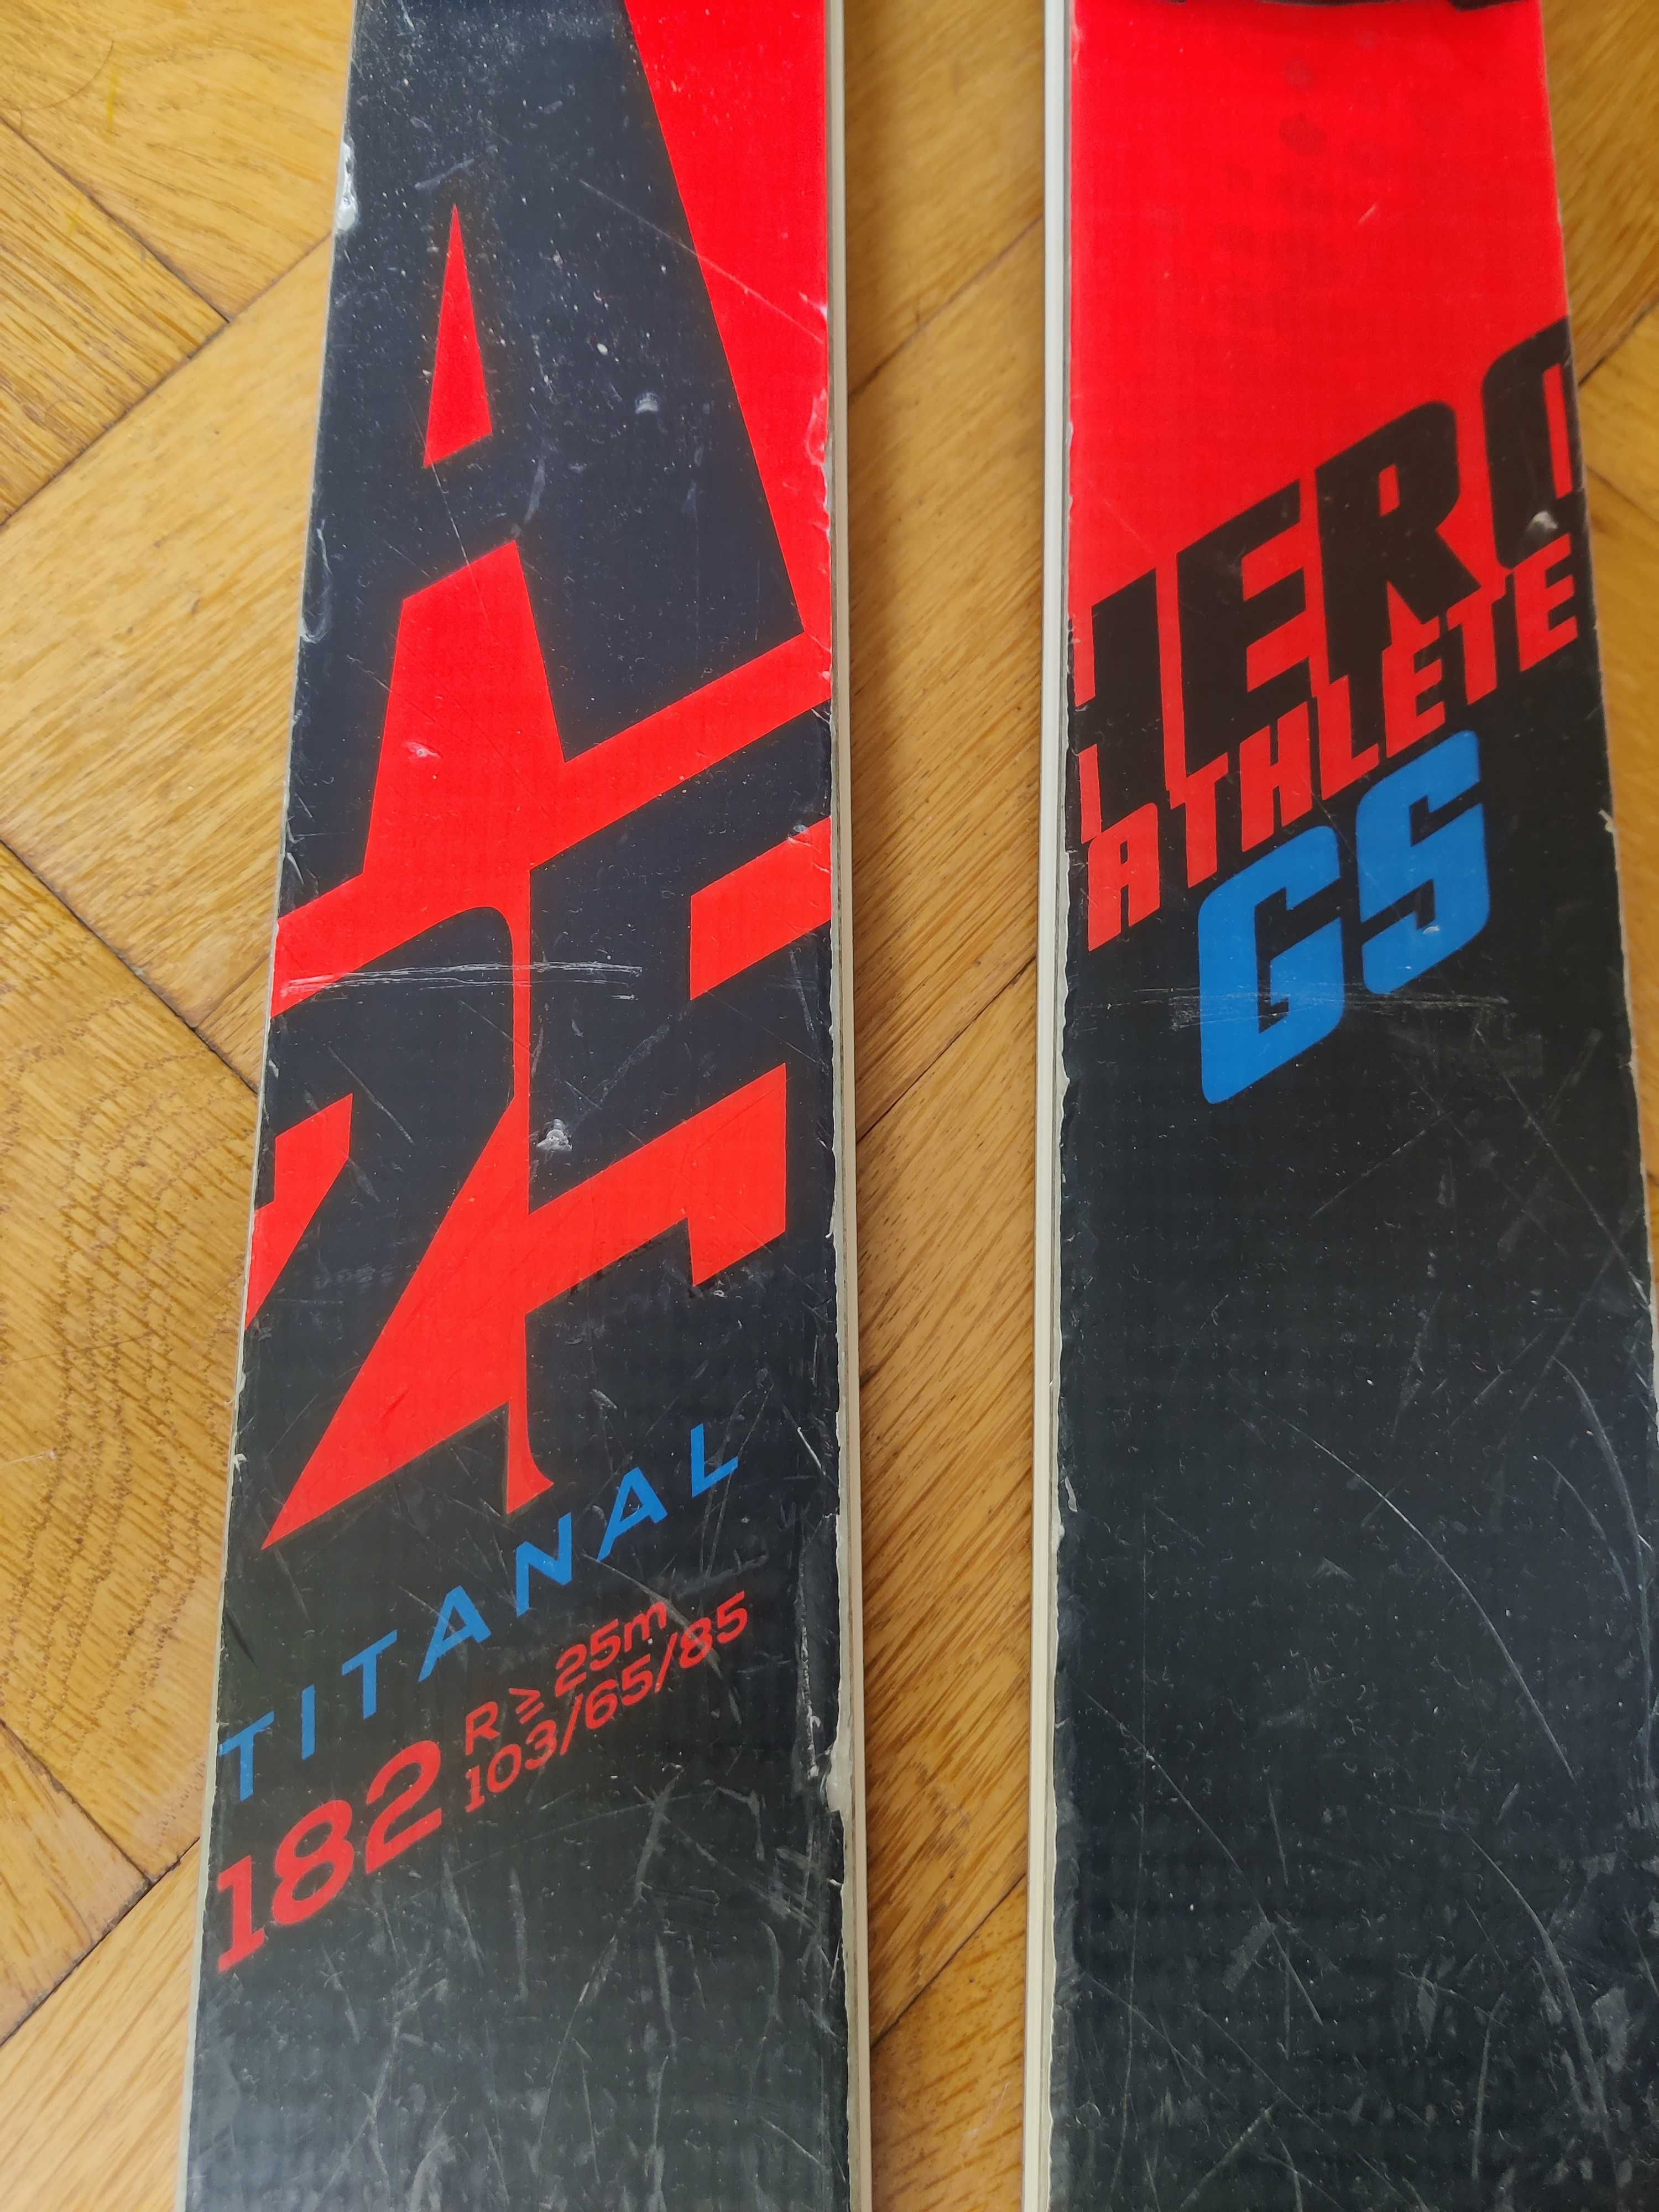 TITANAL
182
R ≥ 25m
103/65/85
HERO
ATHLETE
GS